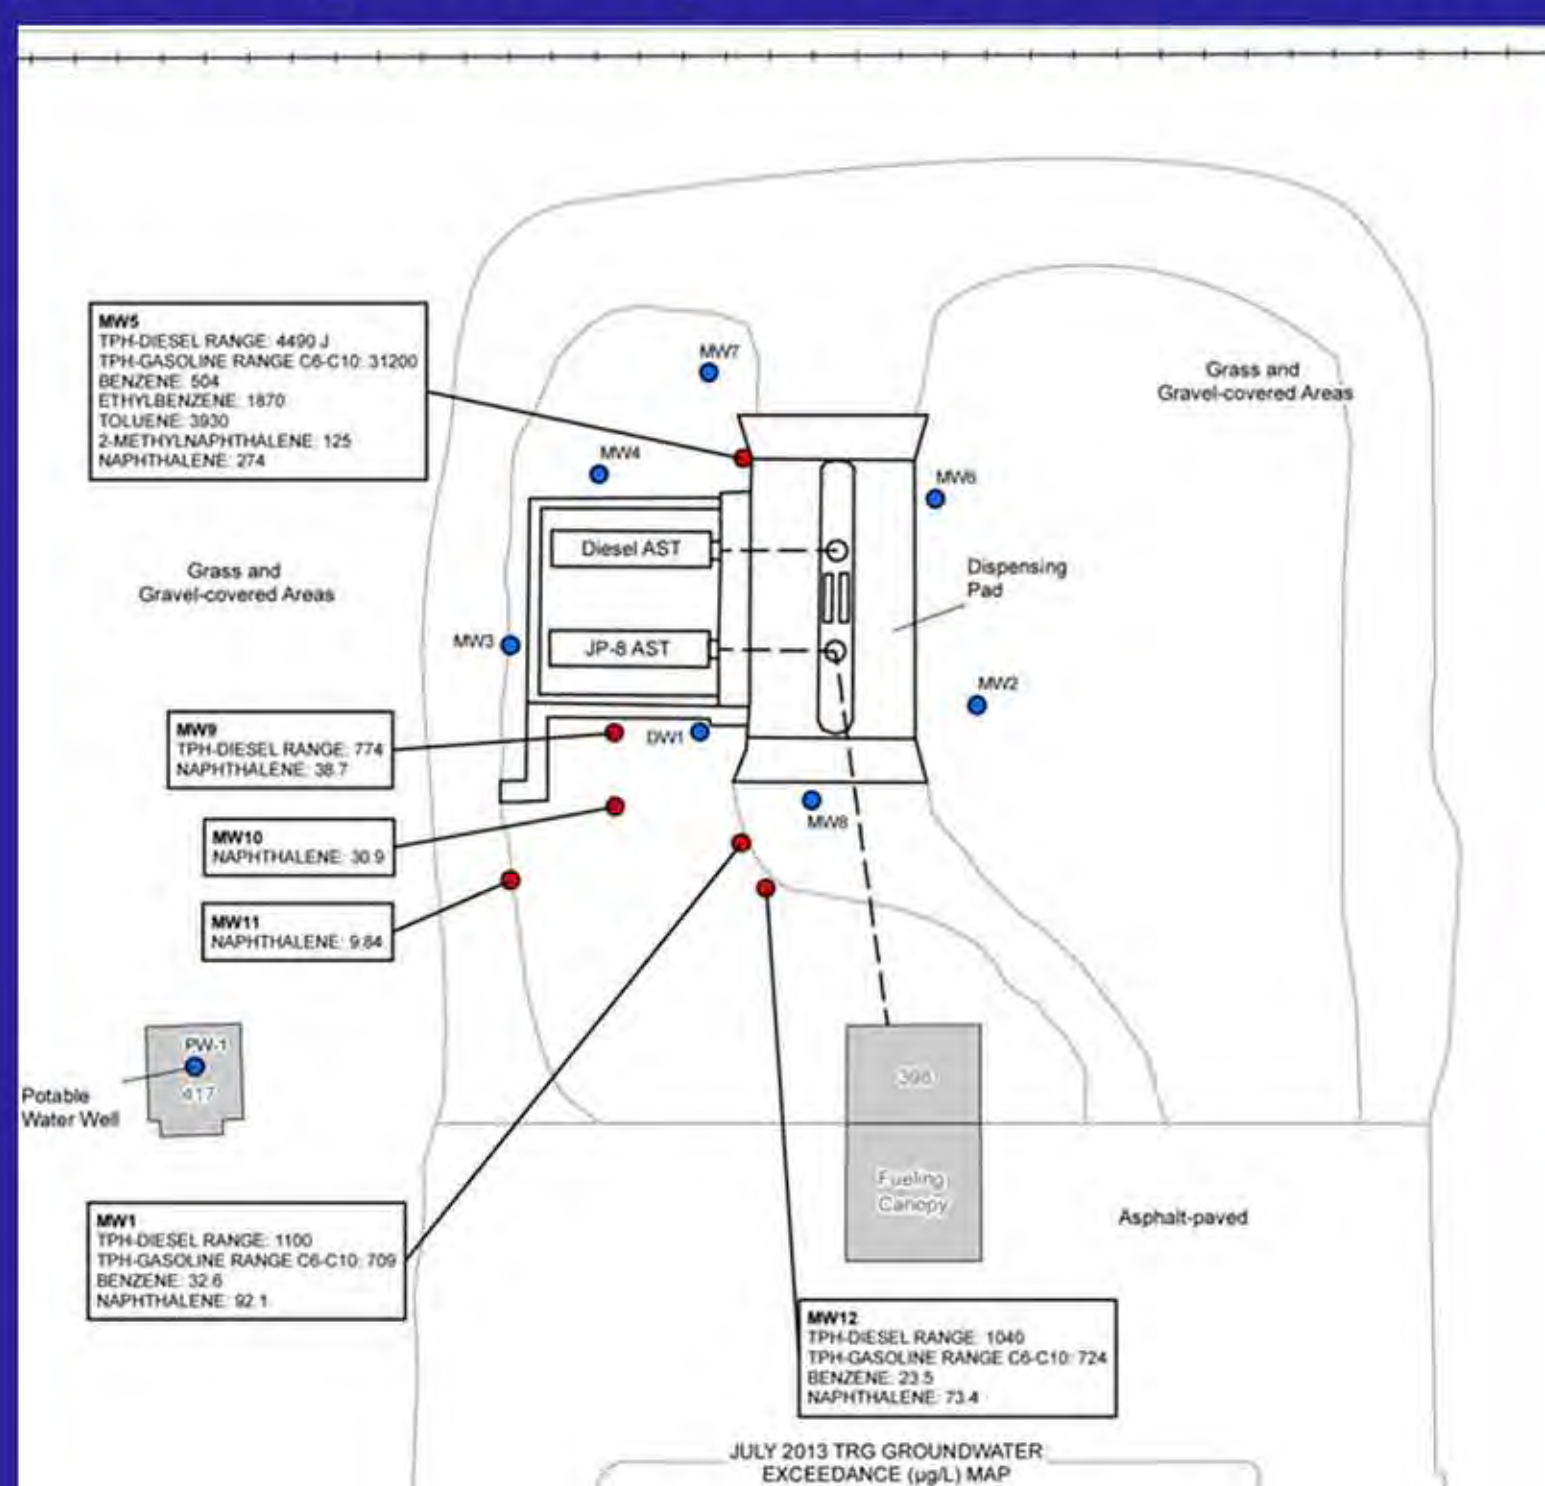 MW5
TPH-DIESEL RANGE: 4490 J
TPH-GASOLINE RANGE C6-C10: 31200
BENZENE: 504
ETHYLBENZENE: 1870
TOLUENE: 3930
2-METHYLNAPHTHALENE: 125
NAPHTHALENE: 274
MW7
Grass and
Gravel-covered Areas
MW4
MW6
Diesel AST
Grass and
Gravel-covered Areas
Dispensing
Pad
MW3
JP-8 AST
MW2
MW9
TPH-DIESEL RANGE: 774
NAPHTHALENE: 38.7
DW1
MW8
MW10
NAPHTHALENE: 30.9
MW11
NAPHTHALENE: 9.84
PW-1
417
Potable
Water Well
398
Fueling
Canopy
Asphalt-paved
MW1
TPH-DIESEL RANGE: 1100
TPH-GASOLINE RANGE C6-C10: 709
BENZENE: 32.6
NAPHTHALENE: 92.1
MW12
TPH-DIESEL RANGE: 1040
TPH-GASOLINE RANGE C6-C10: 724
BENZENE: 23.5
NAPHTHALENE: 73.4
JULY 2013 TRG GROUNDWATER
EXCEEDANCE (µg/L) MAP